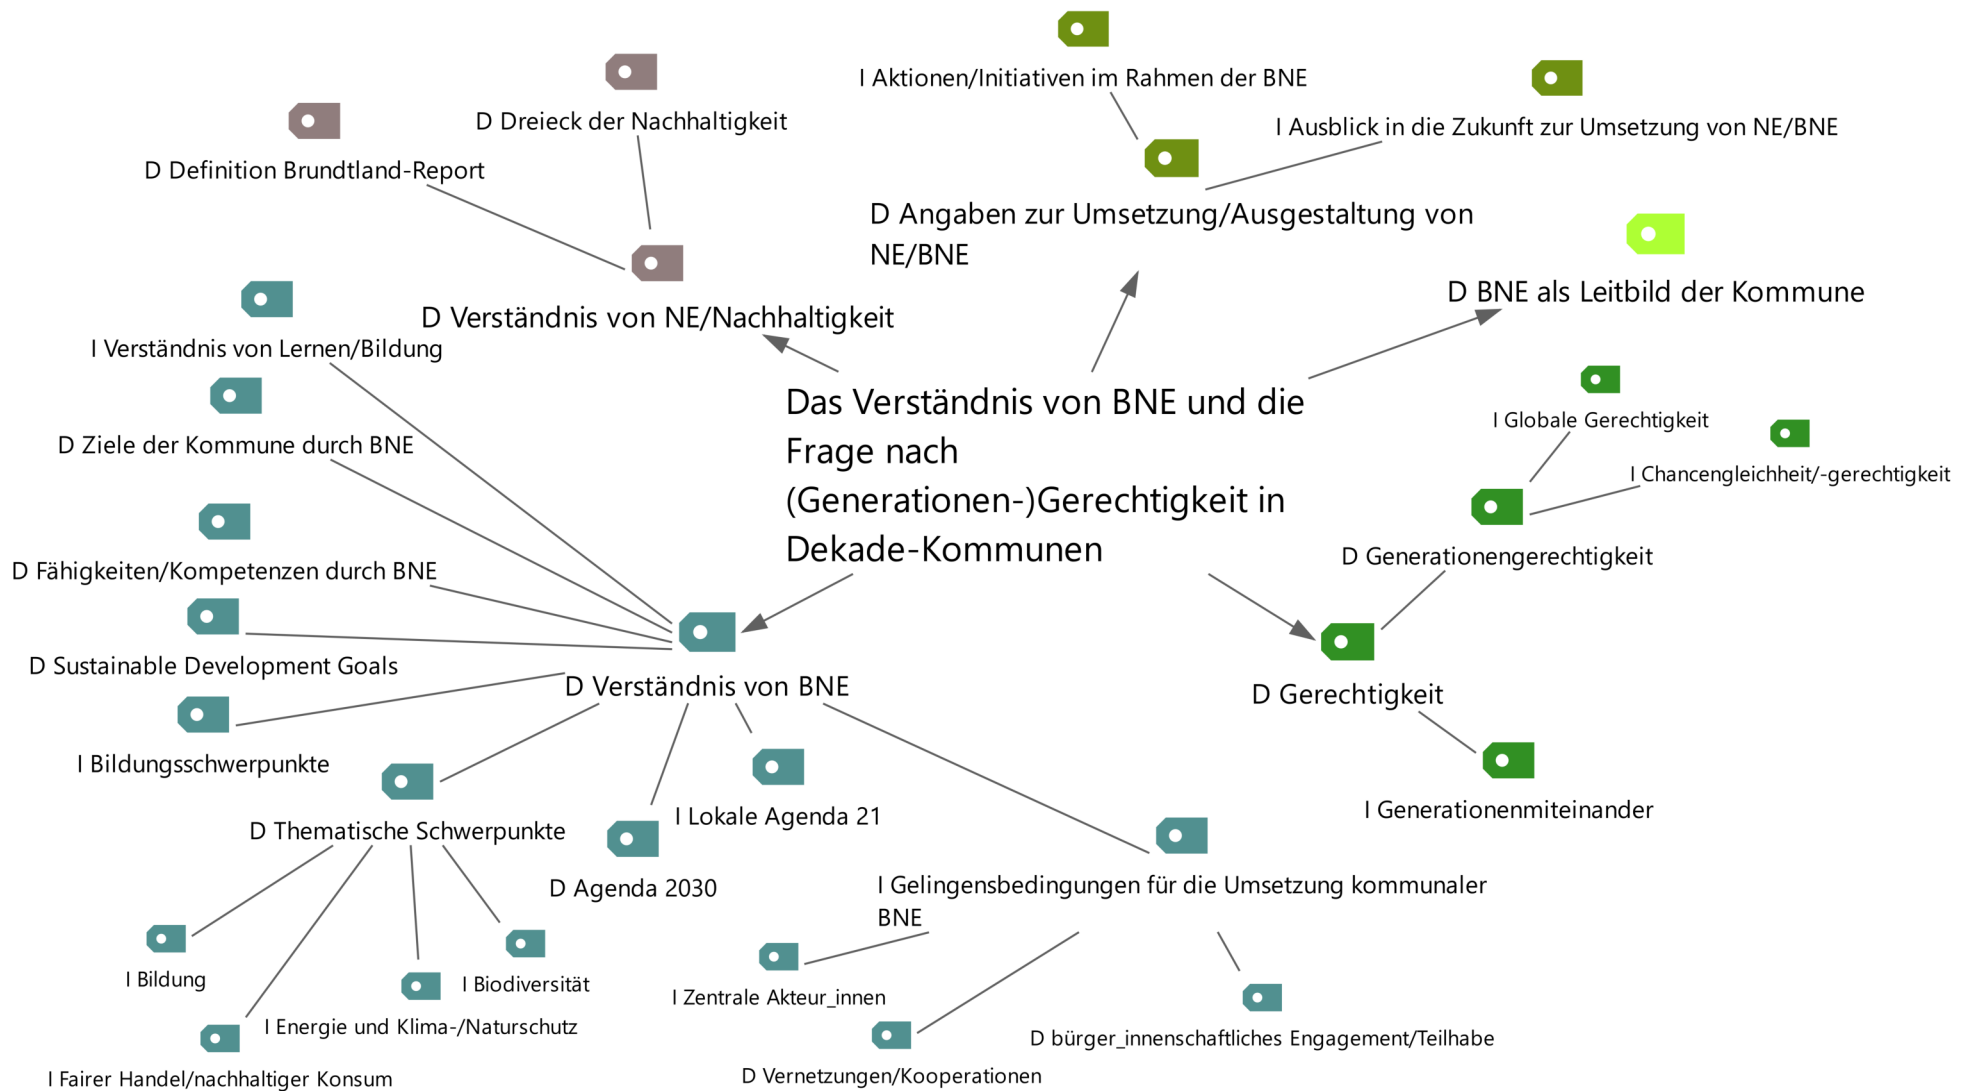 I Aktionen/Initiativen im Rahmen der BNE
D Dreieck der Nachhaltigkeit
I Ausblick in die Zukunft zur Umsetzung von NE/BNE
D Definition Brundtland-Report
D Angaben zur Umsetzung/Ausgestaltung von
NE/BNE
D BNE als Leitbild der Kommune
D Verständnis von NE/Nachhaltigkeit
I Verständnis von Lernen/Bildung
Das Verständnis von BNE und die
Frage nach
(Generationen-)Gerechtigkeit in
Dekade-Kommunen
I Globale Gerechtigkeit
D Ziele der Kommune durch BNE
I Chancengleichheit/-gerechtigkeit
D Generationengerechtigkeit
D Fähigkeiten/Kompetenzen durch BNE
D Sustainable Development Goals
D Verständnis von BNE
D Gerechtigkeit
I Bildungsschwerpunkte
I Generationenmiteinander
I Lokale Agenda 21
D Thematische Schwerpunkte
D Agenda 2030
I Gelingensbedingungen für die Umsetzung kommunaler
BNE
I Bildung
I Biodiversität
I Zentrale Akteur_innen
I Energie und Klima-/Naturschutz
D bürger_innenschaftliches Engagement/Teilhabe
D Vernetzungen/Kooperationen
I Fairer Handel/nachhaltiger Konsum